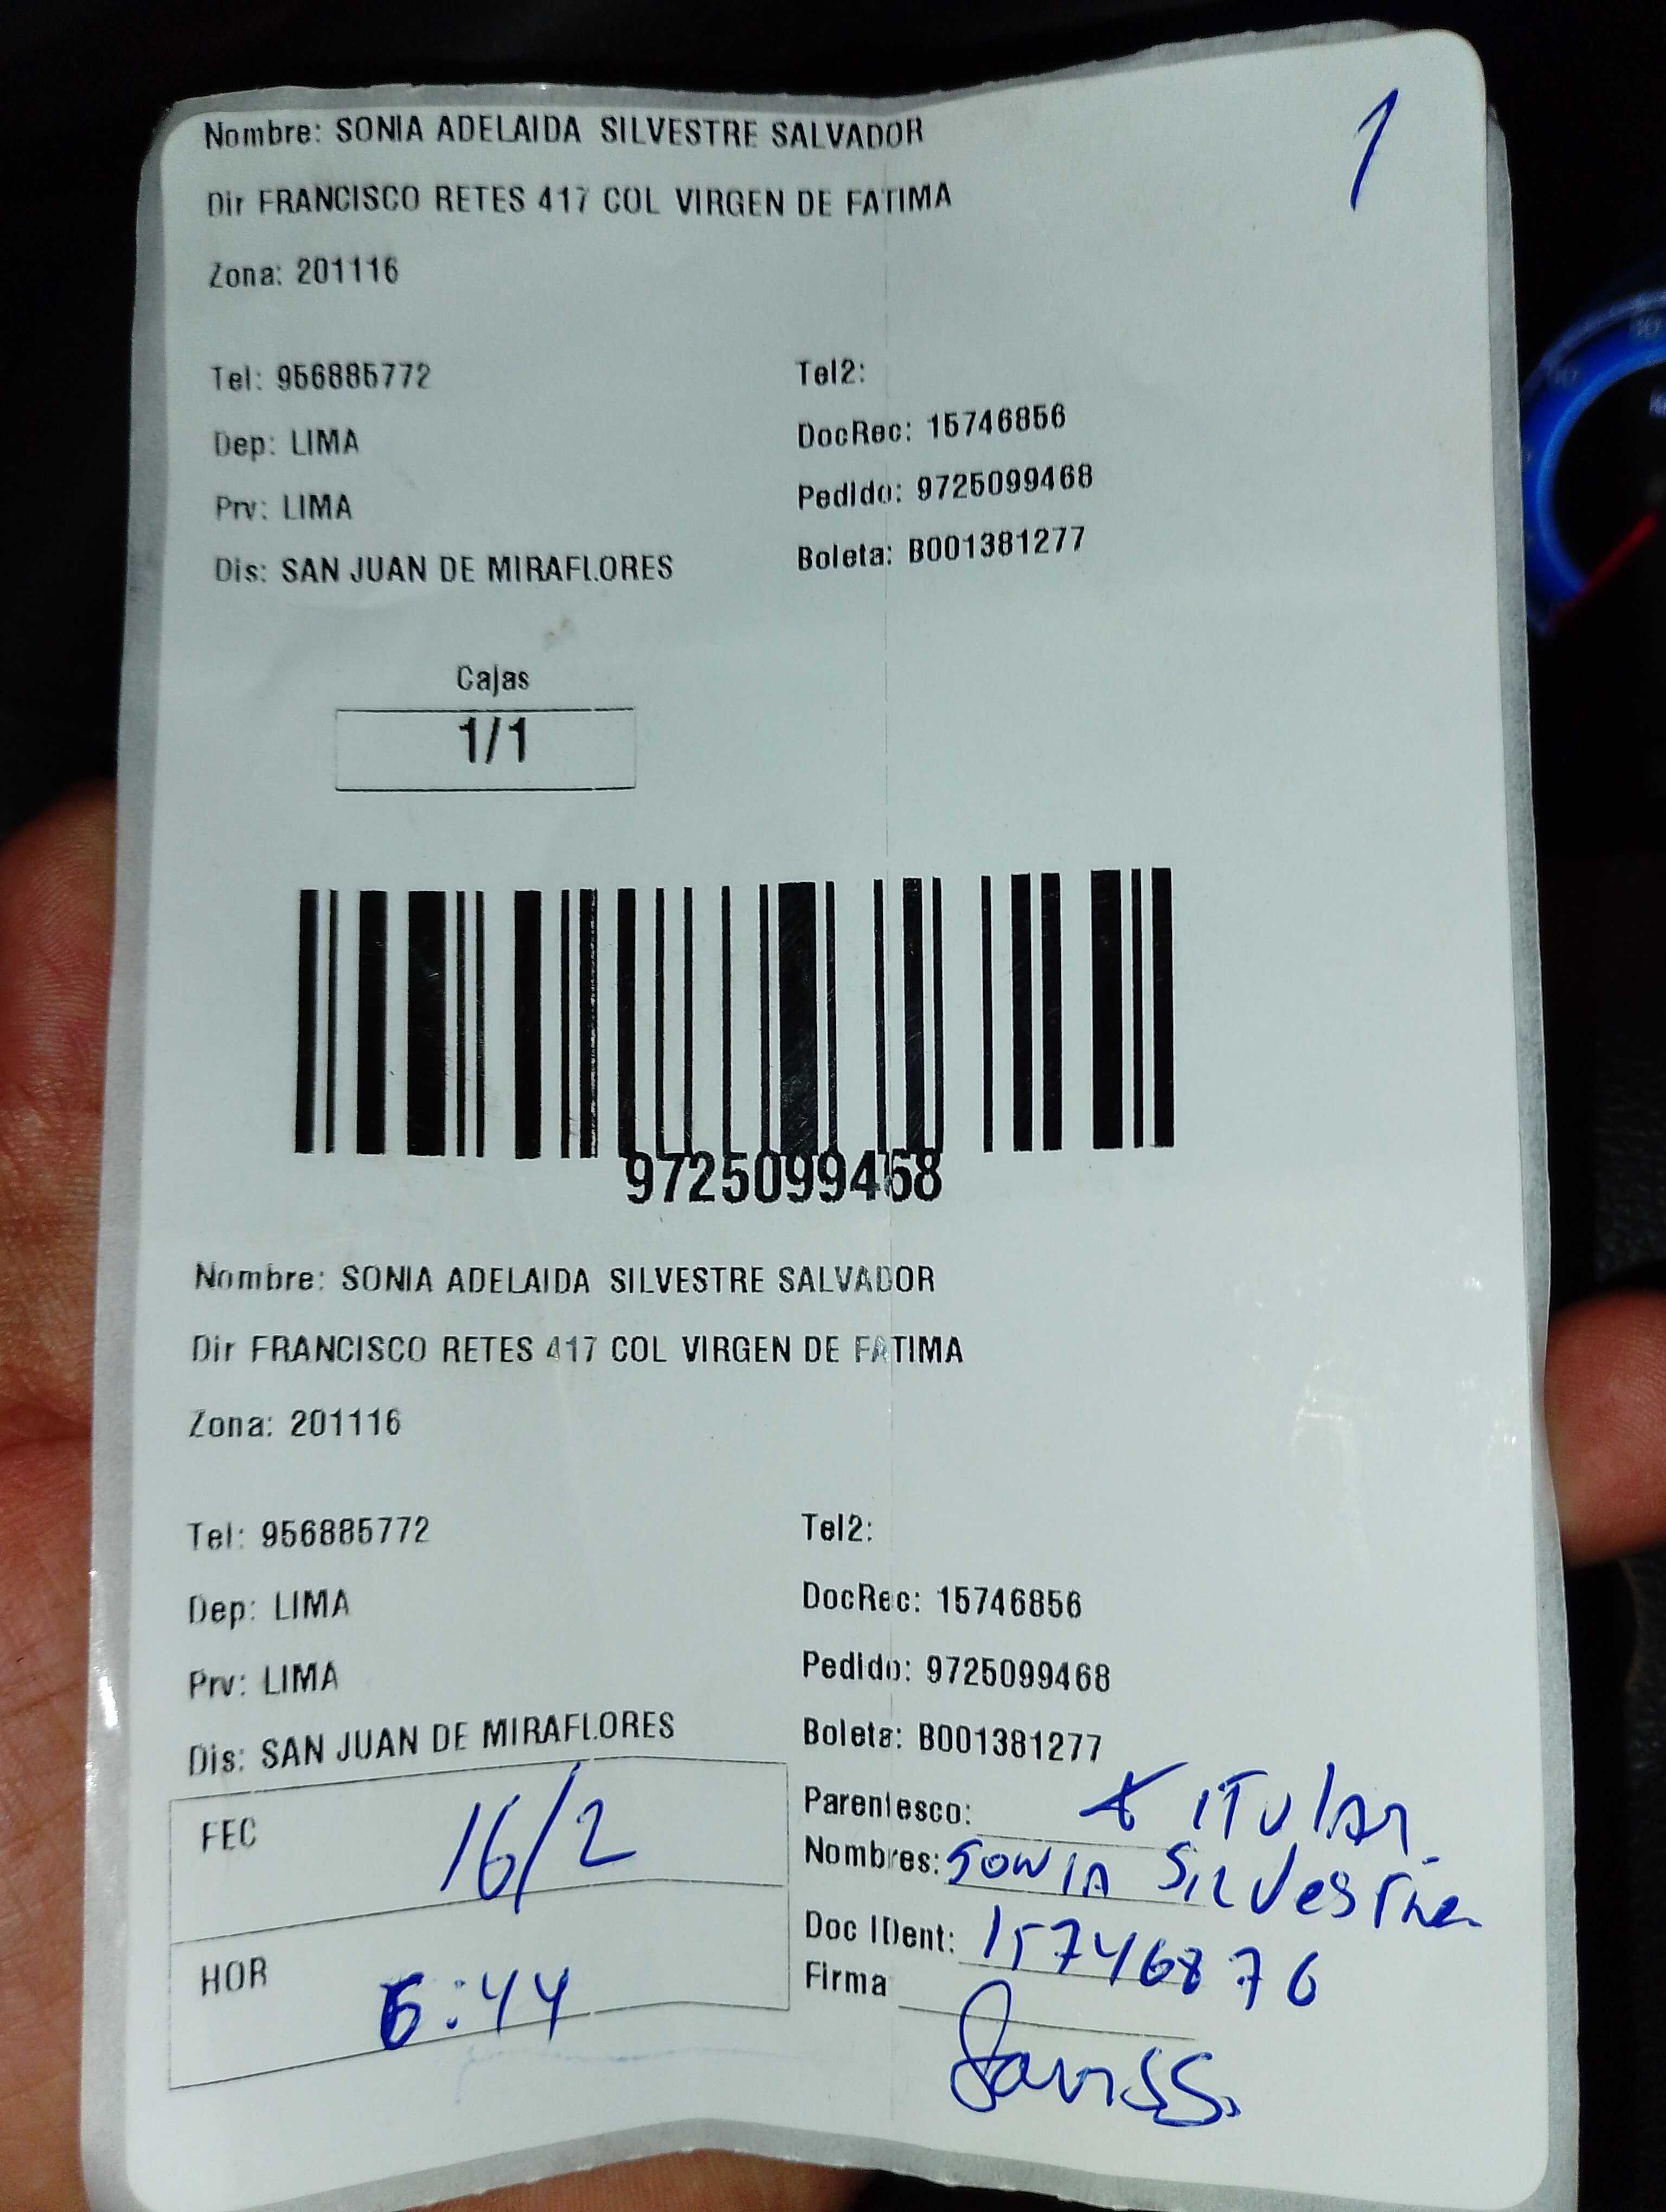 1
Nombre: SONIA ADELAIDA SILVESTRE SALVADOR
Dir FRANCISCO RETES 417 COL VIRGEN DE FATIMA
Zona: 201116
Tel: 956885772 Tel2:
Dep: LIMA DocRec: 15746856
Prv: LIMA Pedido: 9725099468
Dis: SAN JUAN DE MIRAFLORES Boleta: B001381277
Cajas
1/1
9725099468
Nombre: SONIA ADELAIDA SILVESTRE SALVADOR
Dir FRANCISCO RETES 417 COL VIRGEN DE FATIMA
Zona: 201116
Tel: 956885772 Tel2:
Dep: LIMA DocRec: 15746856
Prv: LIMA Pedido: 9725099468
Dis: SAN JUAN DE MIRAFLORES Boleta: B001381277
FEC 16/2 Parentesco: titular
Nombres: SONIA Silvestre
HOR 6:44 Doc IDent: 15746876
Firma